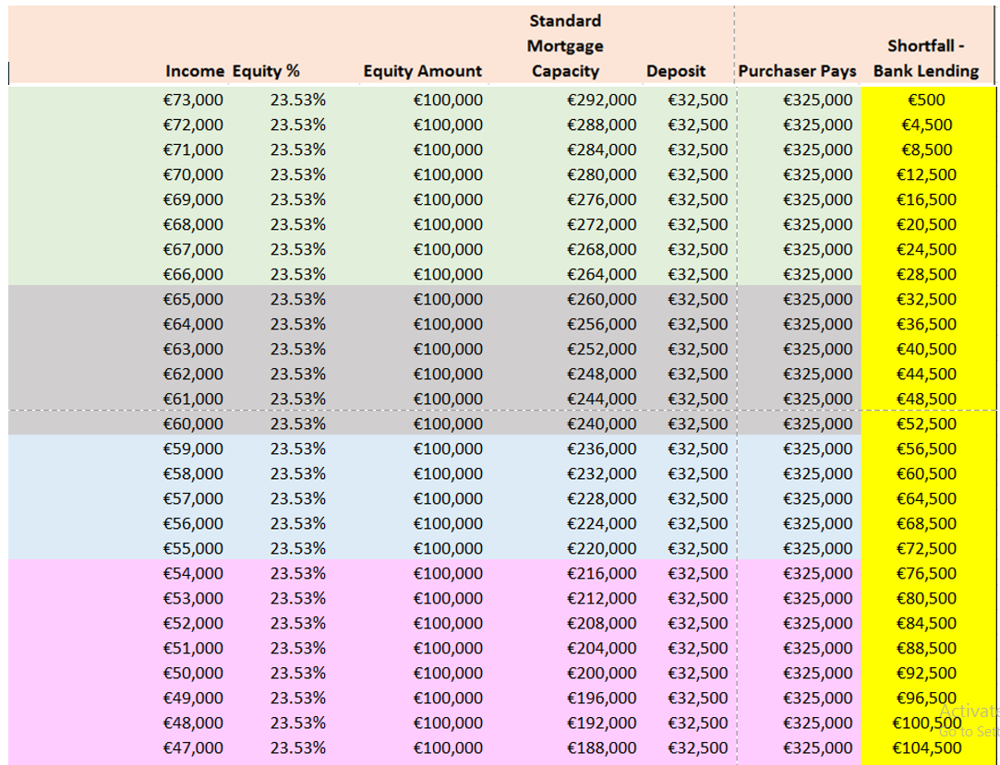 Standard
Mortgage Shortfall -
Income Equity % Equity Amount Capacity Deposit Purchaser Pays Bank Lending
€73,000 23.53% €100,000 €292,000 €32,500 €325,000 €500
€72,000 23.53% €100,000 €288,000 €32,500 €325,000 €4,500
€71,000 23.53% €100,000 €284,000 €32,500 €325,000 €8,500
€70,000 23.53% €100,000 €280,000 €32,500 €325,000 €12,500
€69,000 23.53% €100,000 €276,000 €32,500 €325,000 €16,500
€68,000 23.53% €100,000 €272,000 €32,500 €325,000 €20,500
€67,000 23.53% €100,000 €268,000 €32,500 €325,000 €24,500
€66,000 23.53% €100,000 €264,000 €32,500 €325,000 €28,500
€65,000 23.53% €100,000 €260,000 €32,500 €325,000 €32,500
€64,000 23.53% €100,000 €256,000 €32,500 €325,000 €36,500
€63,000 23.53% €100,000 €252,000 €32,500 €325,000 €40,500
€62,000 23.53% €100,000 €248,000 €32,500 €325,000 €44,500
€61,000 23.53% €100,000 €244,000 €32,500 €325,000 €48,500
€60,000 23.53% €100,000 €240,000 €32,500 €325,000 €52,500
€59,000 23.53% €100,000 €236,000 €32,500 €325,000 €56,500
€58,000 23.53% €100,000 €232,000 €32,500 €325,000 €60,500
€57,000 23.53% €100,000 €228,000 €32,500 €325,000 €64,500
€56,000 23.53% €100,000 €224,000 €32,500 €325,000 €68,500
€55,000 23.53% €100,000 €220,000 €32,500 €325,000 €72,500
€54,000 23.53% €100,000 €216,000 €32,500 €325,000 €76,500
€53,000 23.53% €100,000 €212,000 €32,500 €325,000 €80,500
€52,000 23.53% €100,000 €208,000 €32,500 €325,000 €84,500
€51,000 23.53% €100,000 €204,000 €32,500 €325,000 €88,500
€50,000 23.53% €100,000 €200,000 €32,500 €325,000 €92,500
€49,000 23.53% €100,000 €196,000 €32,500 €325,000 €96,500
Activate
€48,000 23.53% €100,000 €192,000 €32,500 €325,000 €100,500
Go to Sett
€47,000 23.53% €100,000 €188,000 €32,500 €325,000 €104,500